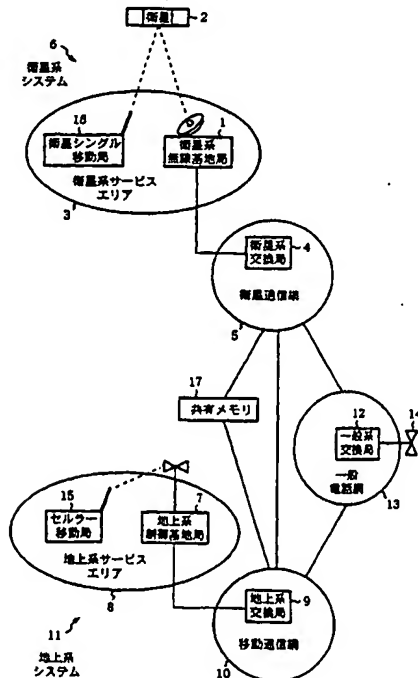 衛星
2
6
衛星系
システム
16
衛星シングル
移動局
1
衛星系
無線基地局
衛星系サービス
エリア
3
衛星系
交換局
4
衛星通信網
5
17
共有メモリ
12
14
一般系
交換局
一般
電話網
13
15
セルラー
移動局
7
地上系
制御基地局
地上系サービス
エリア
8
地上系
交換局
9
移動通信網
10
11
地上系
システム